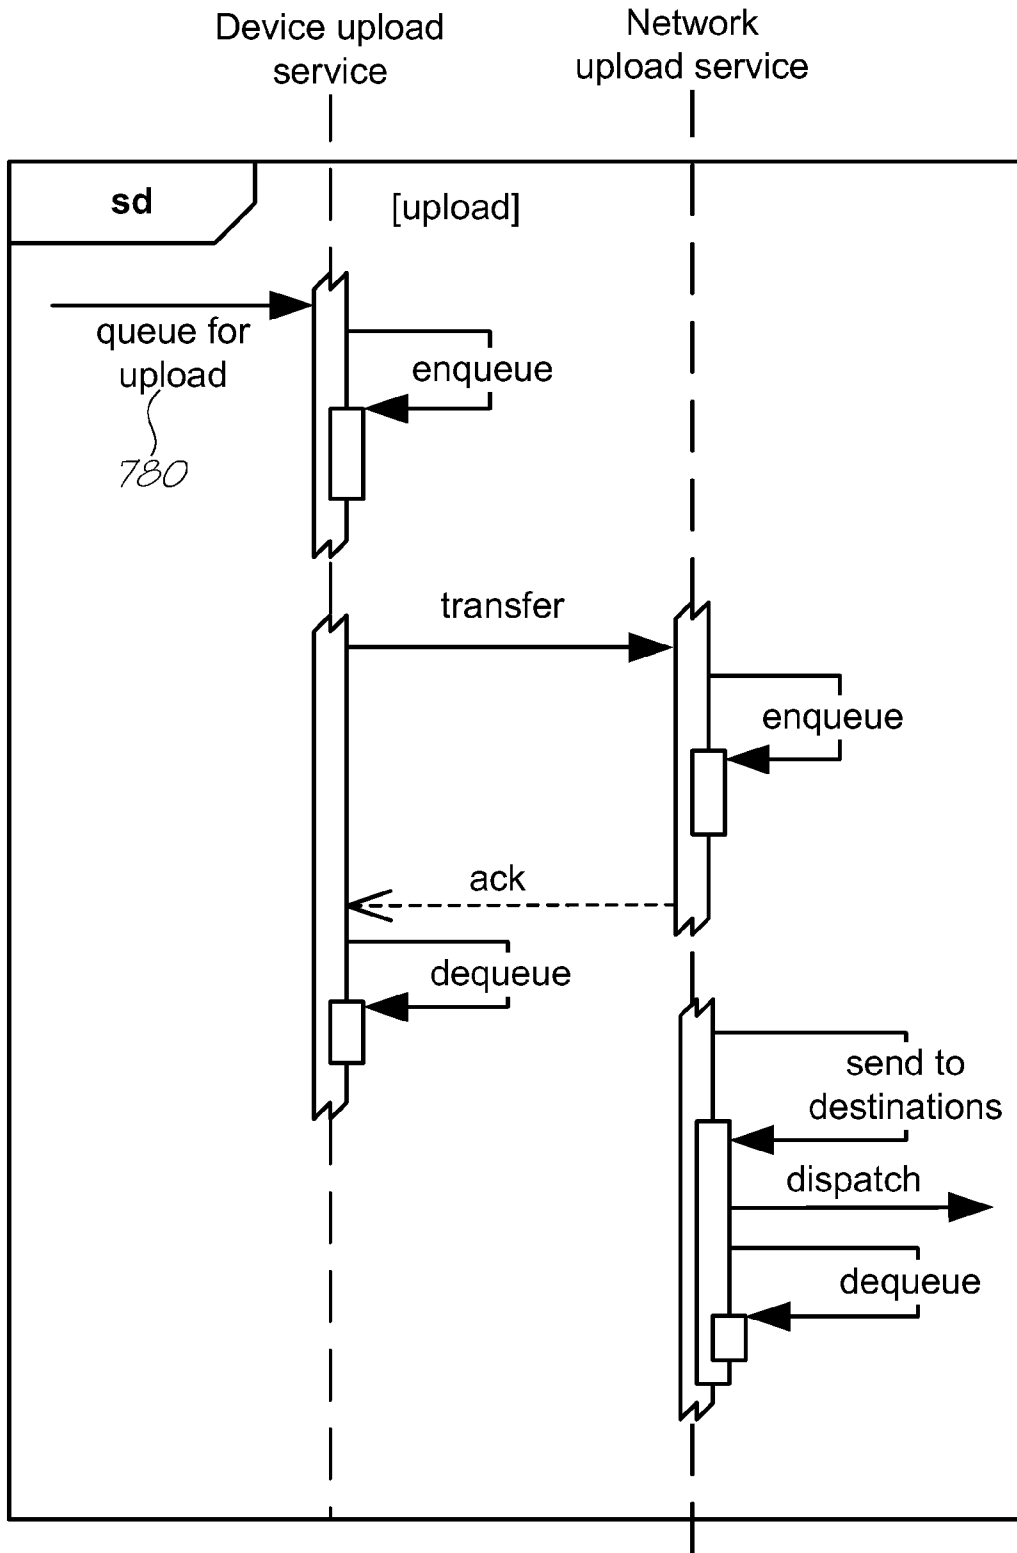 Device upload
service
Network
upload service
sd
[upload]
queue for
upload
780
enqueue
transfer
enqueue
ack
dequeue
send to
destinations
dispatch
dequeue